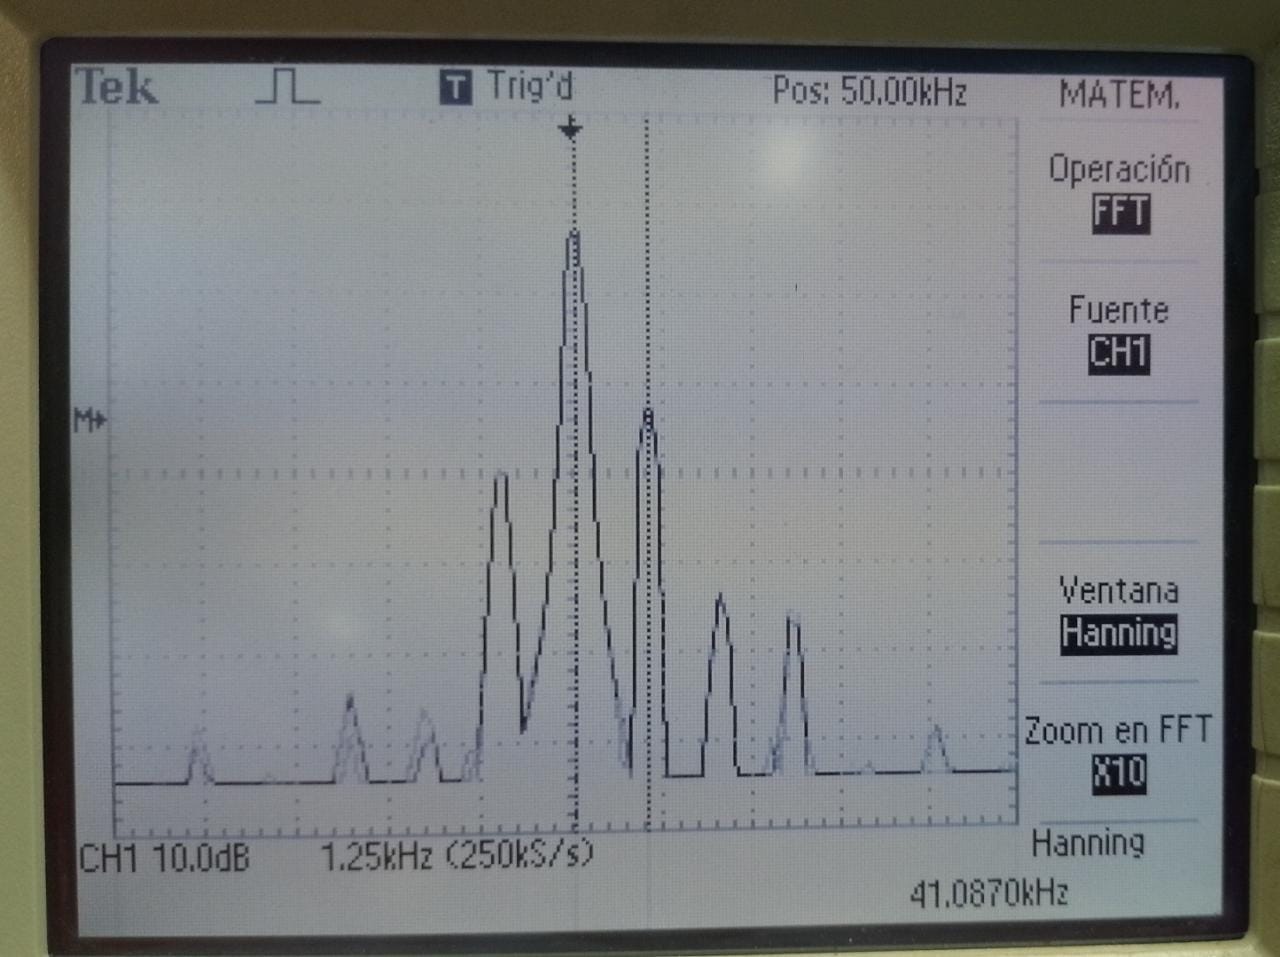 Tek T Trig'd Pos: 50.00kHz MATEM.
Operación
FFT
Fuente
CH1
M
Ventana
Hanning
Zoom en FFT
X10
CH1 10.0dB 1.25kHz (250kS/s) Hanning
41.0870kHz